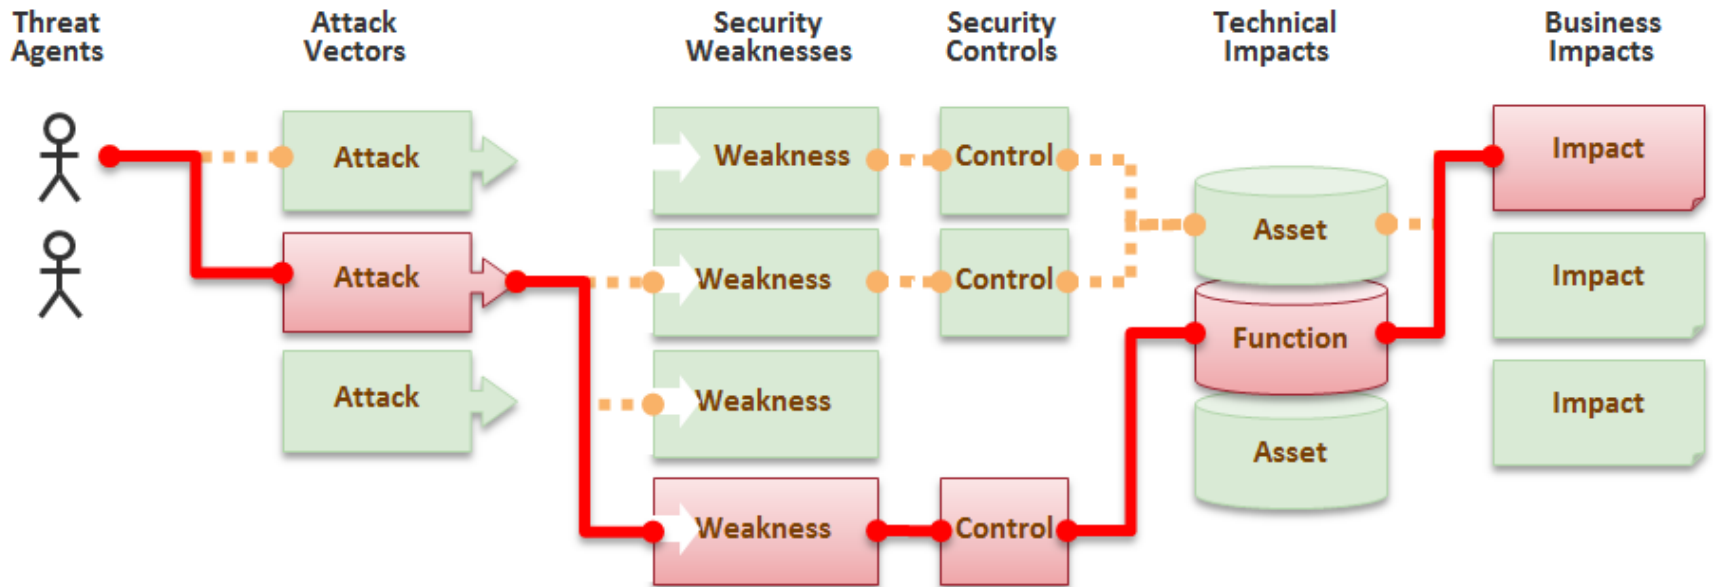 Threat
Agents
Attack
Vectors
Security
Weaknesses
Security
Controls
Technical
Impacts
Business
Impacts
Attack
Weakness
Control
Impact
Asset
Attack
Weakness
Control
Impact
Function
Attack
Weakness
Impact
Asset
Weakness
Control